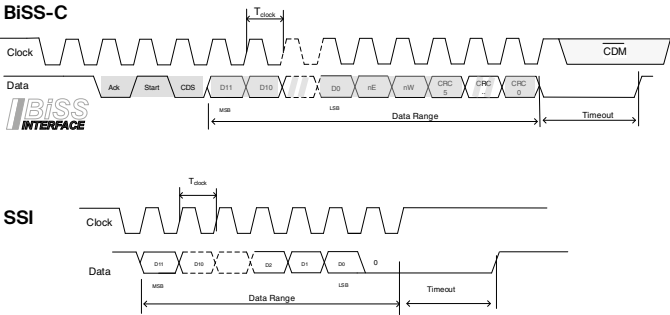 BiSS-C
Tclock
Clock
CDM
Data
Ack Start CDS D11 D10 D0 nE nW CRC 5 CRC .. CRC 0
MSB LSB
Data Range
Timeout
BiSS
INTERFACE
SSI
Tclock
Clock
Data
D11 D10 D2 D1 D0 0
MSB LSB
Data Range
Timeout